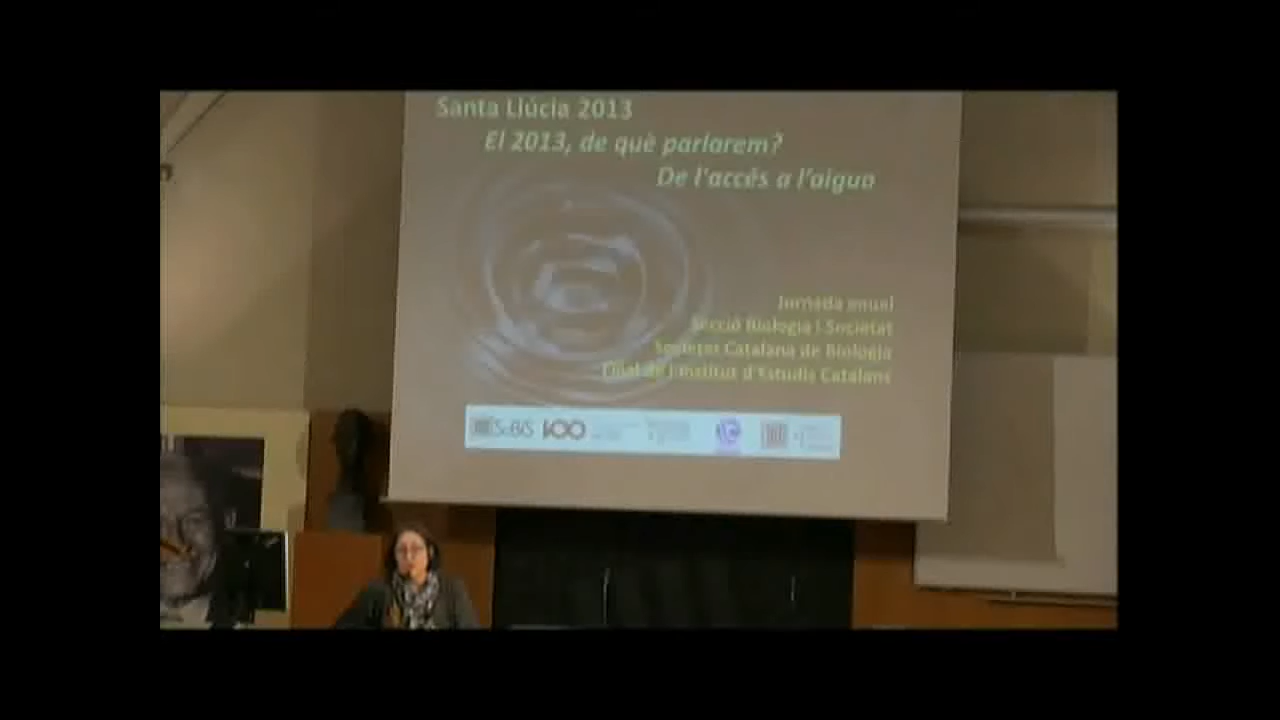 Santa Llúcia 2013
El 2013, de què parlarem?
De l'accés a l'aigua
Jornada anual
Secció Biologia i Societat
Societat Catalana de Biologia
Filial de l'Institut d'Estudis Catalans
ScBiS 100